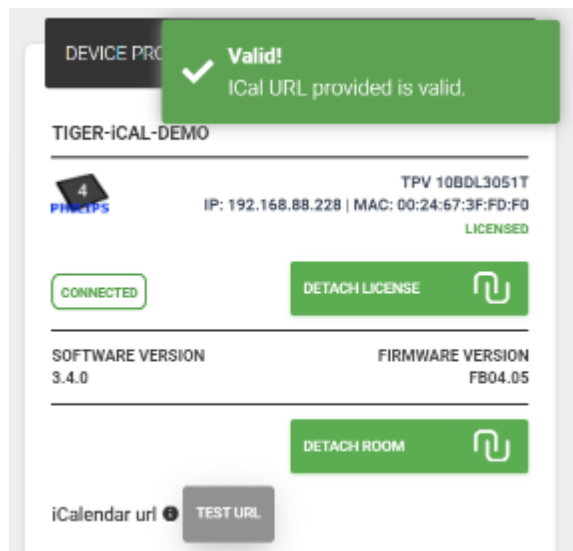 DEVICE PRO
Valid!
ICal URL provided is valid.
TIGER-iCAL-DEMO
4
PHILIPS
TPV 10BDL3051T
IP: 192.168.88.228 | MAC: 00:24:67:3F:FD:F0
LICENSED
CONNECTED
DETACH LICENSE
SOFTWARE VERSION
FIRMWARE VERSION
3.4.0
FB04.05
DETACH ROOM
iCalendar url
TEST URL